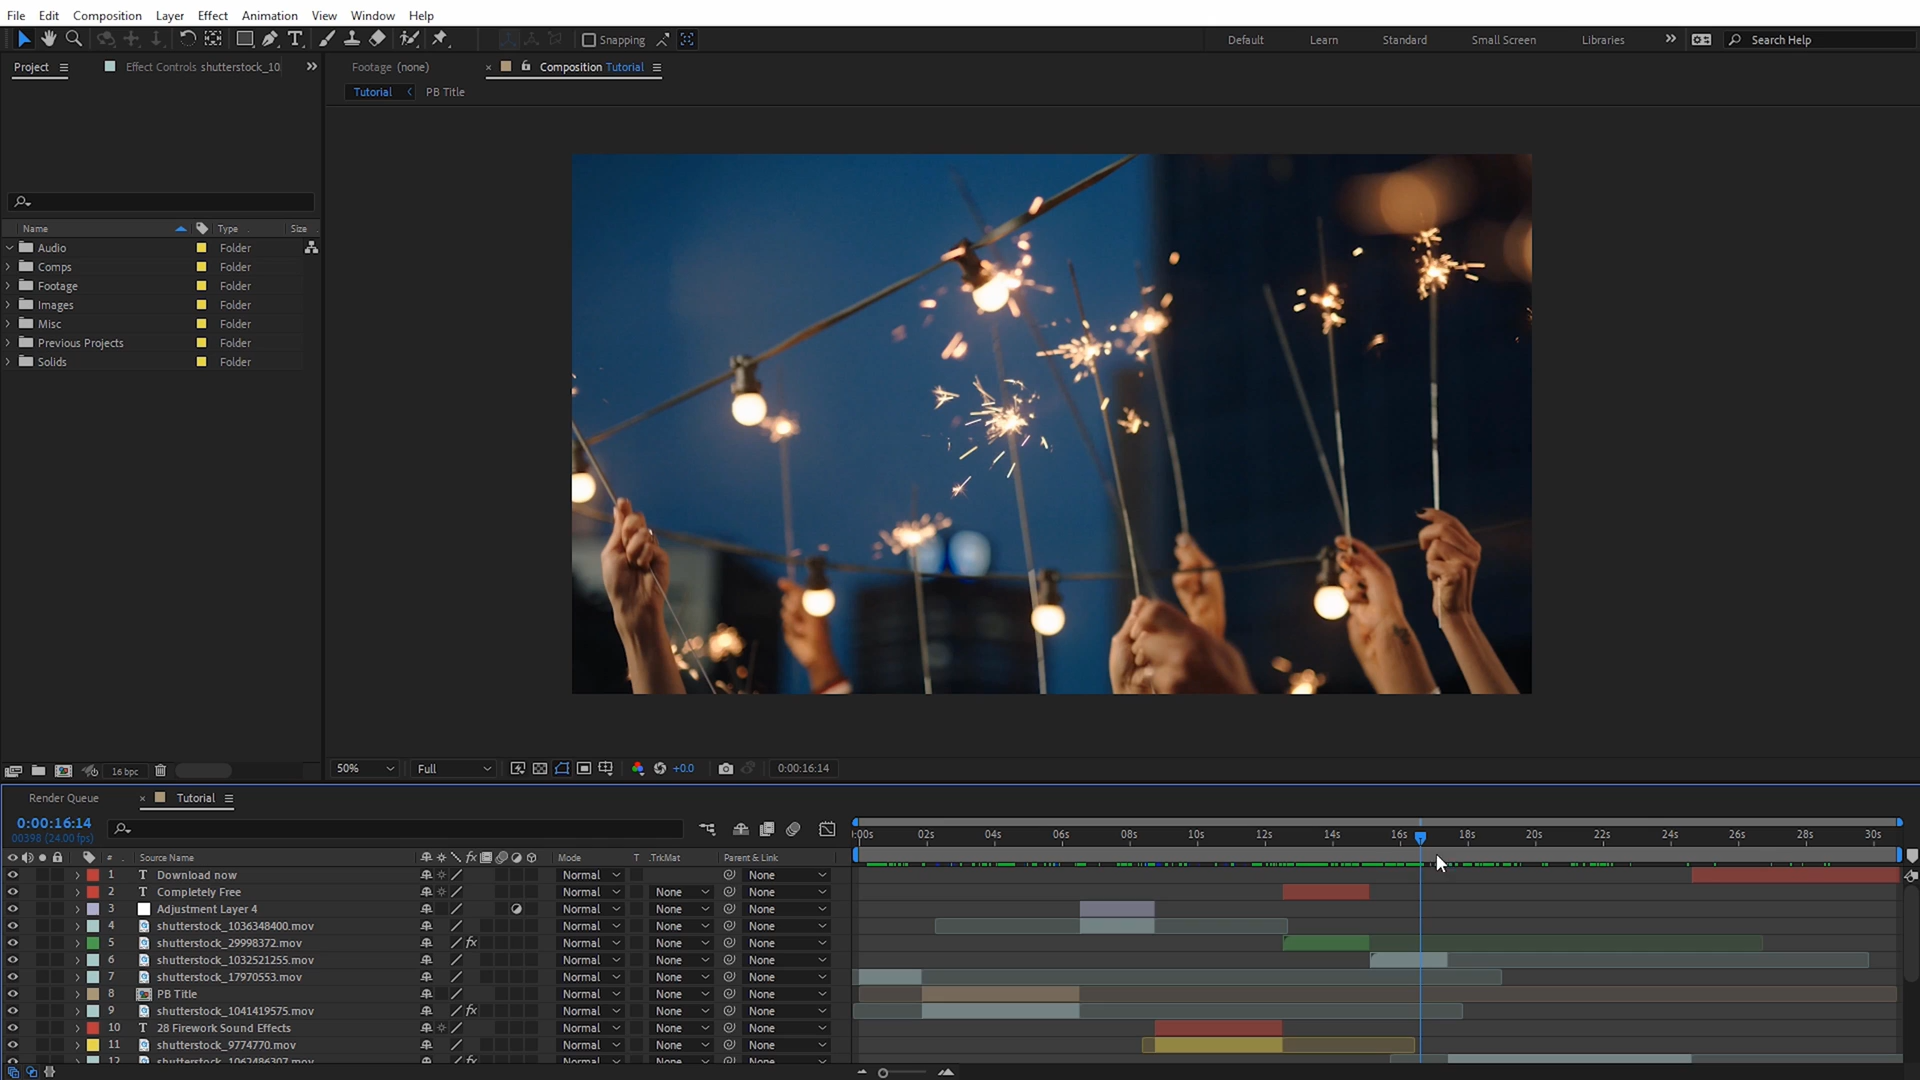 File Edit Composition Layer Effect Animation View Window Help
Snapping Default Learn Standard Small Screen Libraries Search Help
Project Effect Controls shutterstock_10 Footage (none) Composition Tutorial
Tutorial PB Title
Name Type Size
Audio Folder
Comps Folder
Footage Folder
Images Folder
Misc Folder
Previous Projects Folder
Solids Folder
16 bpc 50% Full +0.0 0:00:16:14
Render Queue Tutorial
0:00:16:14
00398 (24.00 fps)
:00s 02s 04s 06s 08s 10s 12s 14s 16s 18s 20s 22s 24s 26s 28s 30s
# Source Name Mode T .TrkMat Parent & Link
1 Download now Normal None
2 Completely Free Normal None None
3 Adjustment Layer 4 Normal None None
4 shutterstock_1036348400.mov Normal None None
5 shutterstock_29998372.mov Normal None None
6 shutterstock_1032521255.mov Normal None None
7 shutterstock_17970553.mov Normal None None
8 PB Title Normal None None
9 shutterstock_1041419575.mov Normal None None
10 28 Firework Sound Effects Normal None None
11 shutterstock_9774770.mov Normal None None
12 shutterstock_1062486307.mov